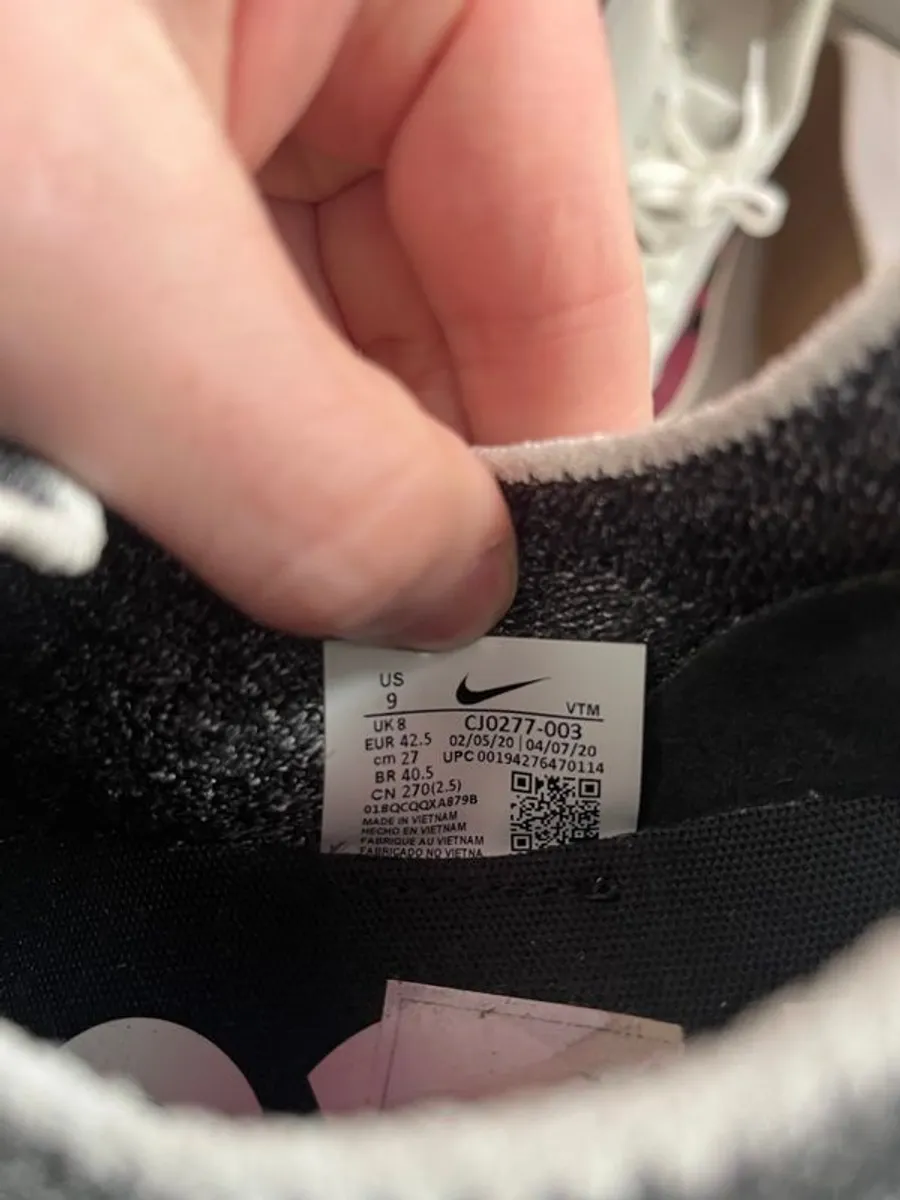 US
9
VTM
UK 8
CJ0277-003
EUR 42.5
02/05/20 | 04/07/20
cm 27
UPC 00194276470114
BR 40.5
CN 270(2.5)
018QCQQXA879B
MADE IN VIETNAM
HECHO EN VIETNAM
FABRIQUE AU VIETNAM
FABRICADO NO VIETNA